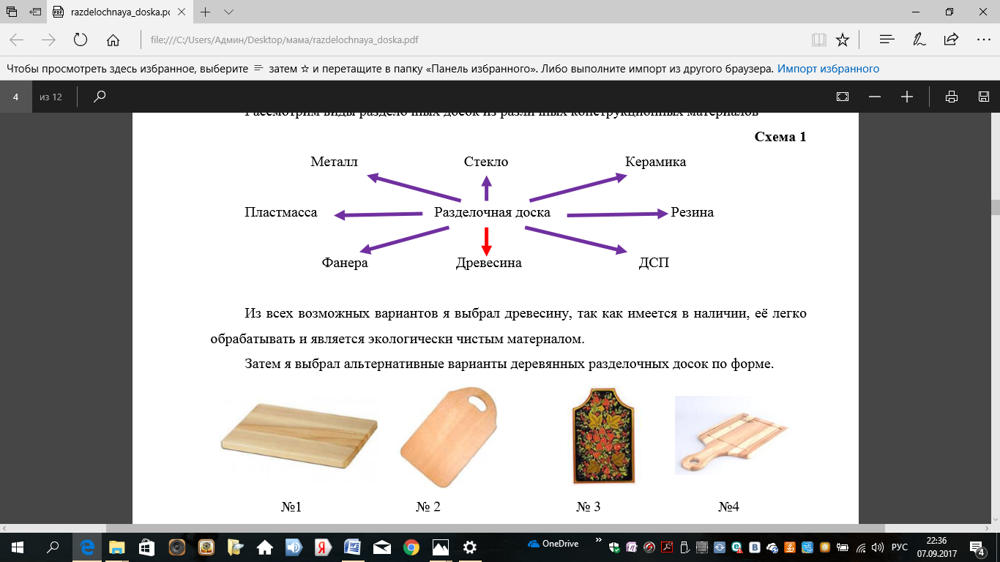 razdelochnaya_doska.pd
file:///C:/Users/Админ/Desktop/мама/razdelochnaya_doska.pdf
Чтобы просмотреть здесь избранное, выберите затем и перетащите в папку «Панель избранного». Либо выполните импорт из другого браузера. Импорт избранного
4 из 12
Рассмотрим виды разделочных досок из различных конструкционных материалов
Схема 1
Металл Стекло Керамика
Пластмасса Разделочная доска Резина
Фанера Древесина ДСП
Из всех возможных вариантов я выбрал древесину, так как имеется в наличии, её легко
обрабатывать и является экологически чистым материалом.
Затем я выбрал альтернативные варианты деревянных разделочных досок по форме.
№1 № 2 № 3 №4
OneDrive
РУС
22:36
07.09.2017
4